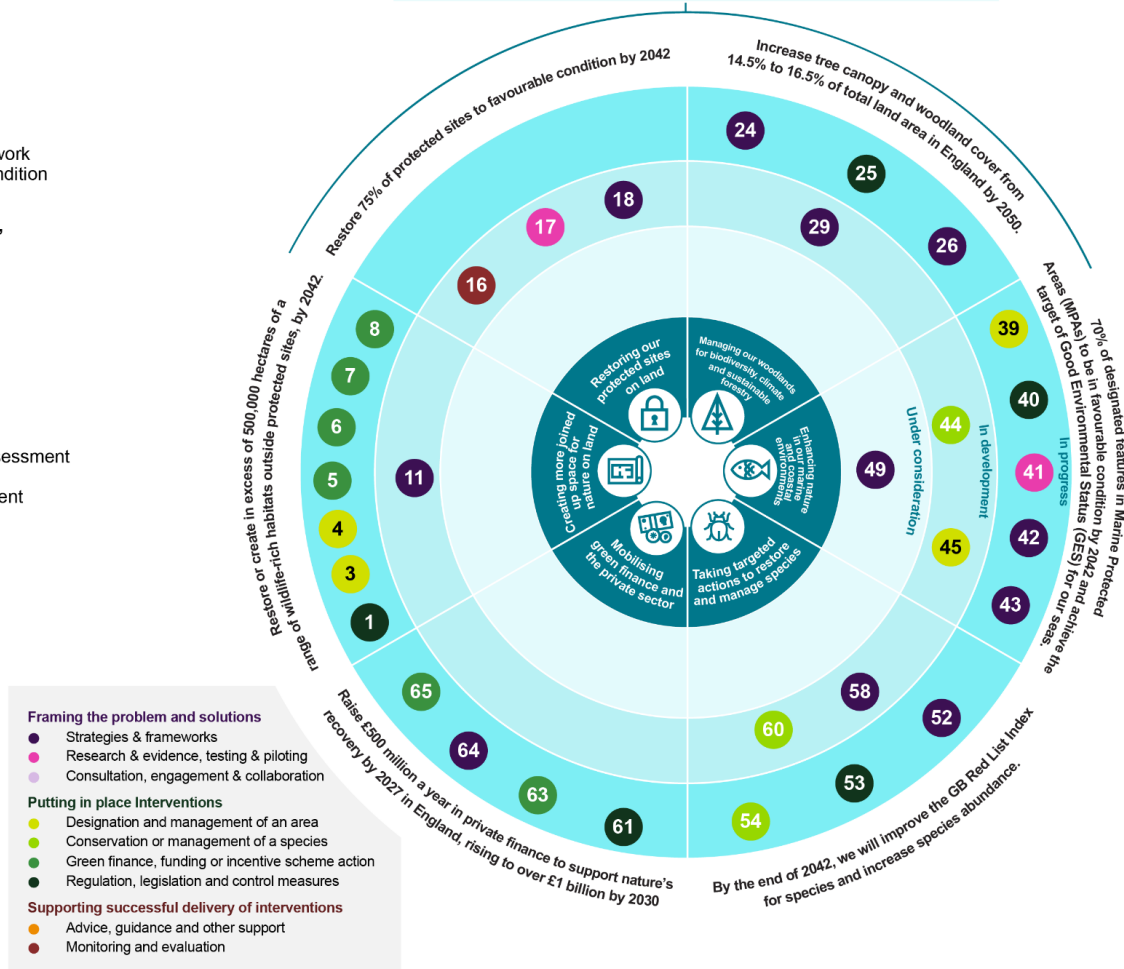 work
ndition
,
sessment
ent
Restore 75% of protected sites to favourable condition by 2042
Increase tree canopy and woodland cover from
14.5% to 16.5% of total land area in England by 2050.
70% of designated features in Marine Protected
Areas (MPAs) to be in favourable condition by 2042 and achieve the
target of Good Environmental Status (GES) for our seas.
By the end of 2042, we will improve the GB Red List Index
for species and increase species abundance.
Raise £500 million a year in private finance to support nature's
recovery by 2027 in England, rising to over £1 billion by 2030
Restore or create in excess of 500,000 hectares of a
range of wildlife-rich habitats outside protected sites, by 2042.
24
25
26
29
39
40
41
42
43
44
45
49
In progress
In development
Under consideration
52
53
54
58
60
61
63
64
65
1
3
4
5
6
7
8
11
16
17
18
Restoring our
protected sites
on land
Managing our woodlands
for biodiversity, climate
and sustainable
forestry
Enhancing nature
in our marine
and coastal
environments
Taking targeted
actions to restore
and manage species
Mobilising
green finance and
the private sector
Creating more joined
up space for
nature on land
Framing the problem and solutions
Strategies & frameworks
Research & evidence, testing & piloting
Consultation, engagement & collaboration
Putting in place Interventions
Designation and management of an area
Conservation or management of a species
Green finance, funding or incentive scheme action
Regulation, legislation and control measures
Supporting successful delivery of interventions
Advice, guidance and other support
Monitoring and evaluation